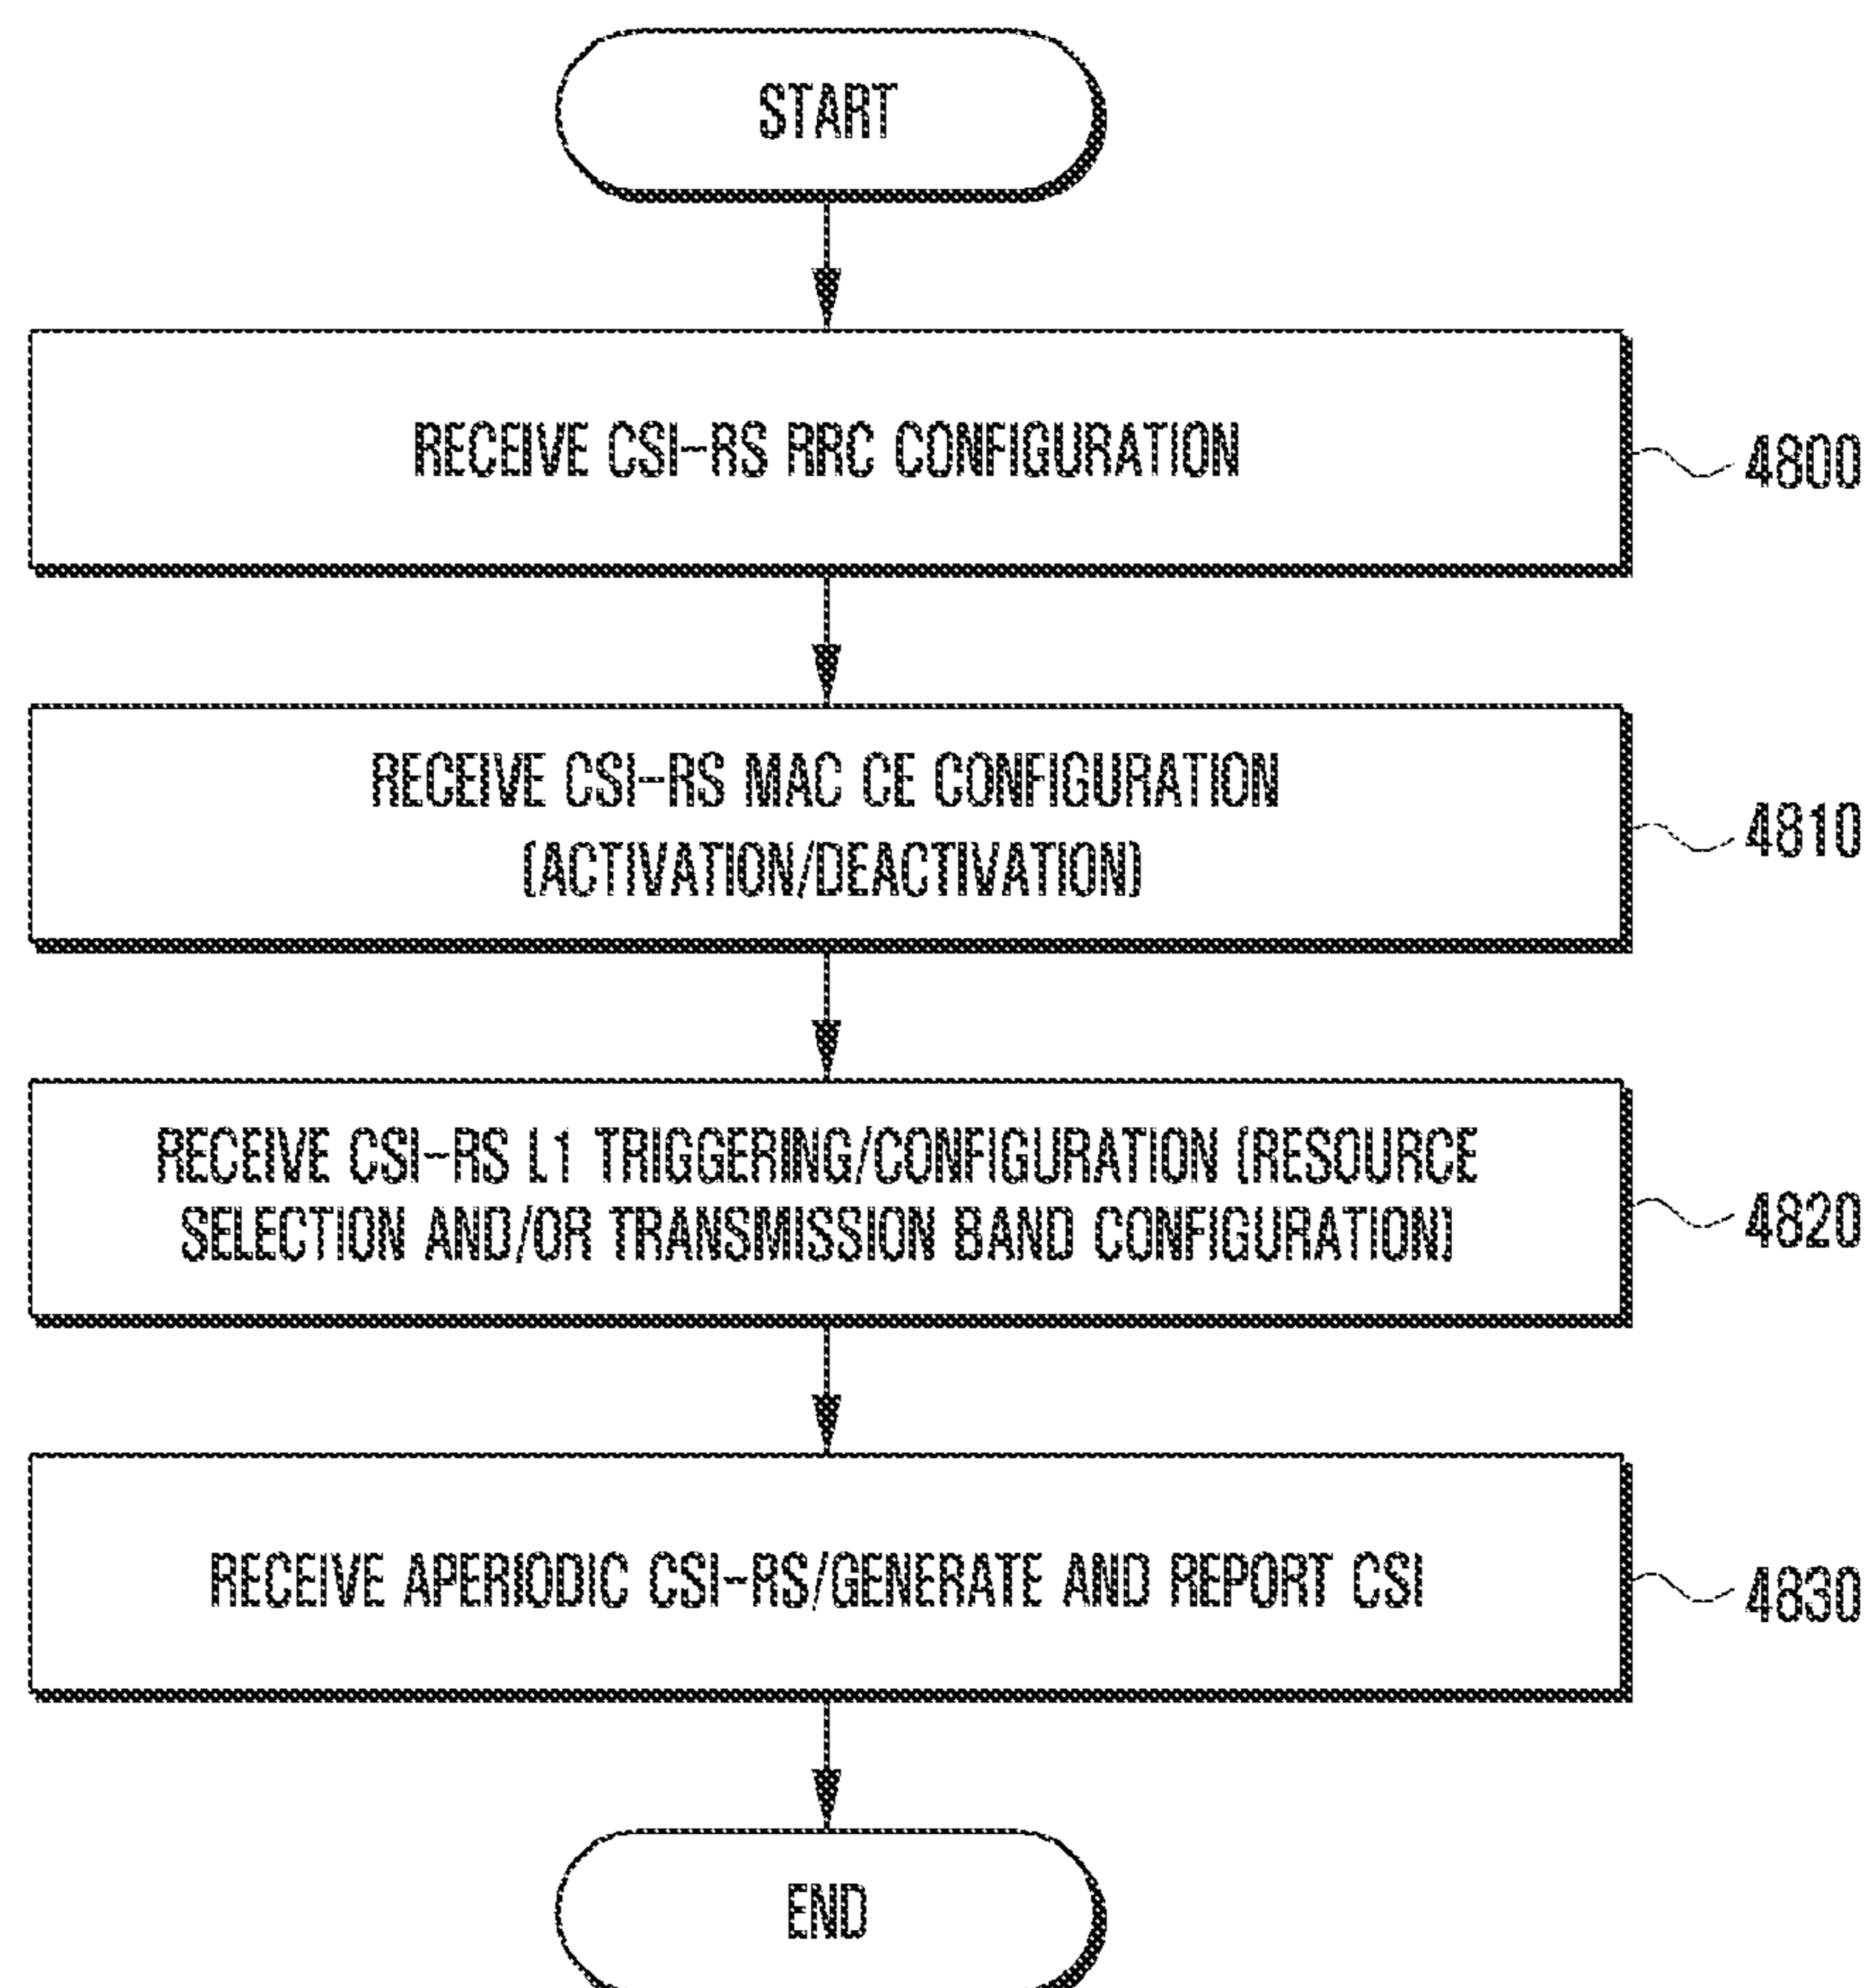 START
RECEIVE CSI-RS RRC CONFIGURATION
4800
RECEIVE CSI-RS MAC CE CONFIGURATION
(ACTIVATION/DEACTIVATION)
4810
RECEIVE CSI-RS L1 TRIGGERING/CONFIGURATION (RESOURCE
SELECTION AND/OR TRANSMISSION BAND CONFIGURATION)
4820
RECEIVE APERIODIC CSI-RS/GENERATE AND REPORT CSI
4830
END